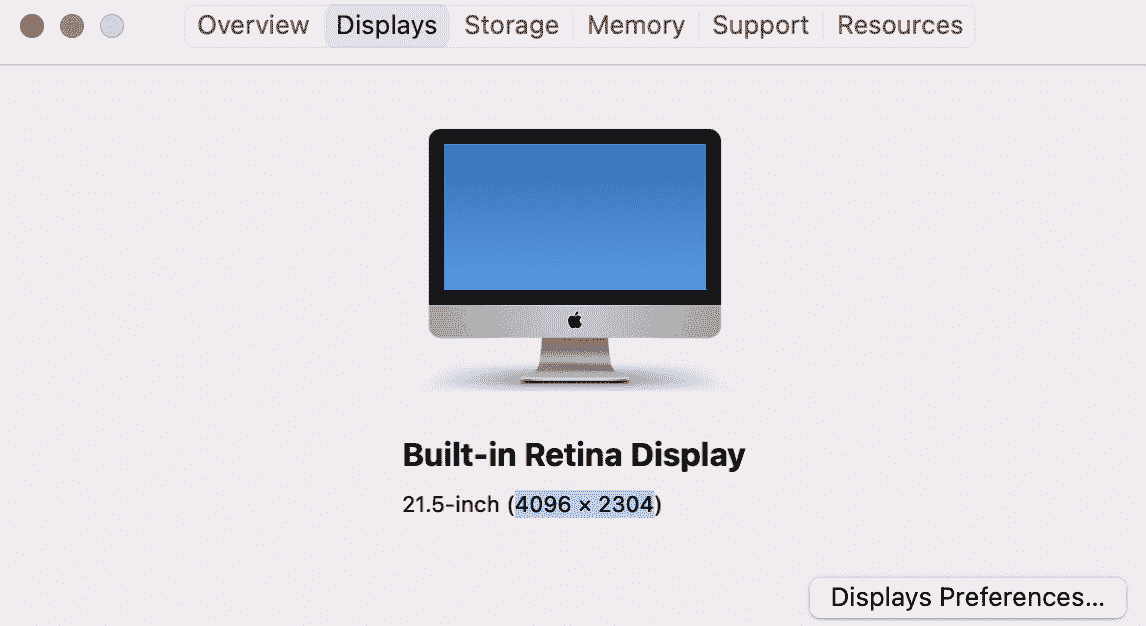 Overview Displays Storage Memory Support Resources
Built-in Retina Display
21.5-inch (4096 × 2304)
Displays Preferences...